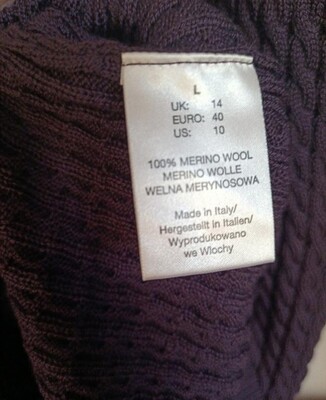 L
UK: 14
EURO: 40
US: 10
100% MERINO WOOL
MERINO WOLLE
WELNA MERYNOSOWA
Made in Italy/
Hergestellt in Italien/
Wyprodukowano
we Wlochy